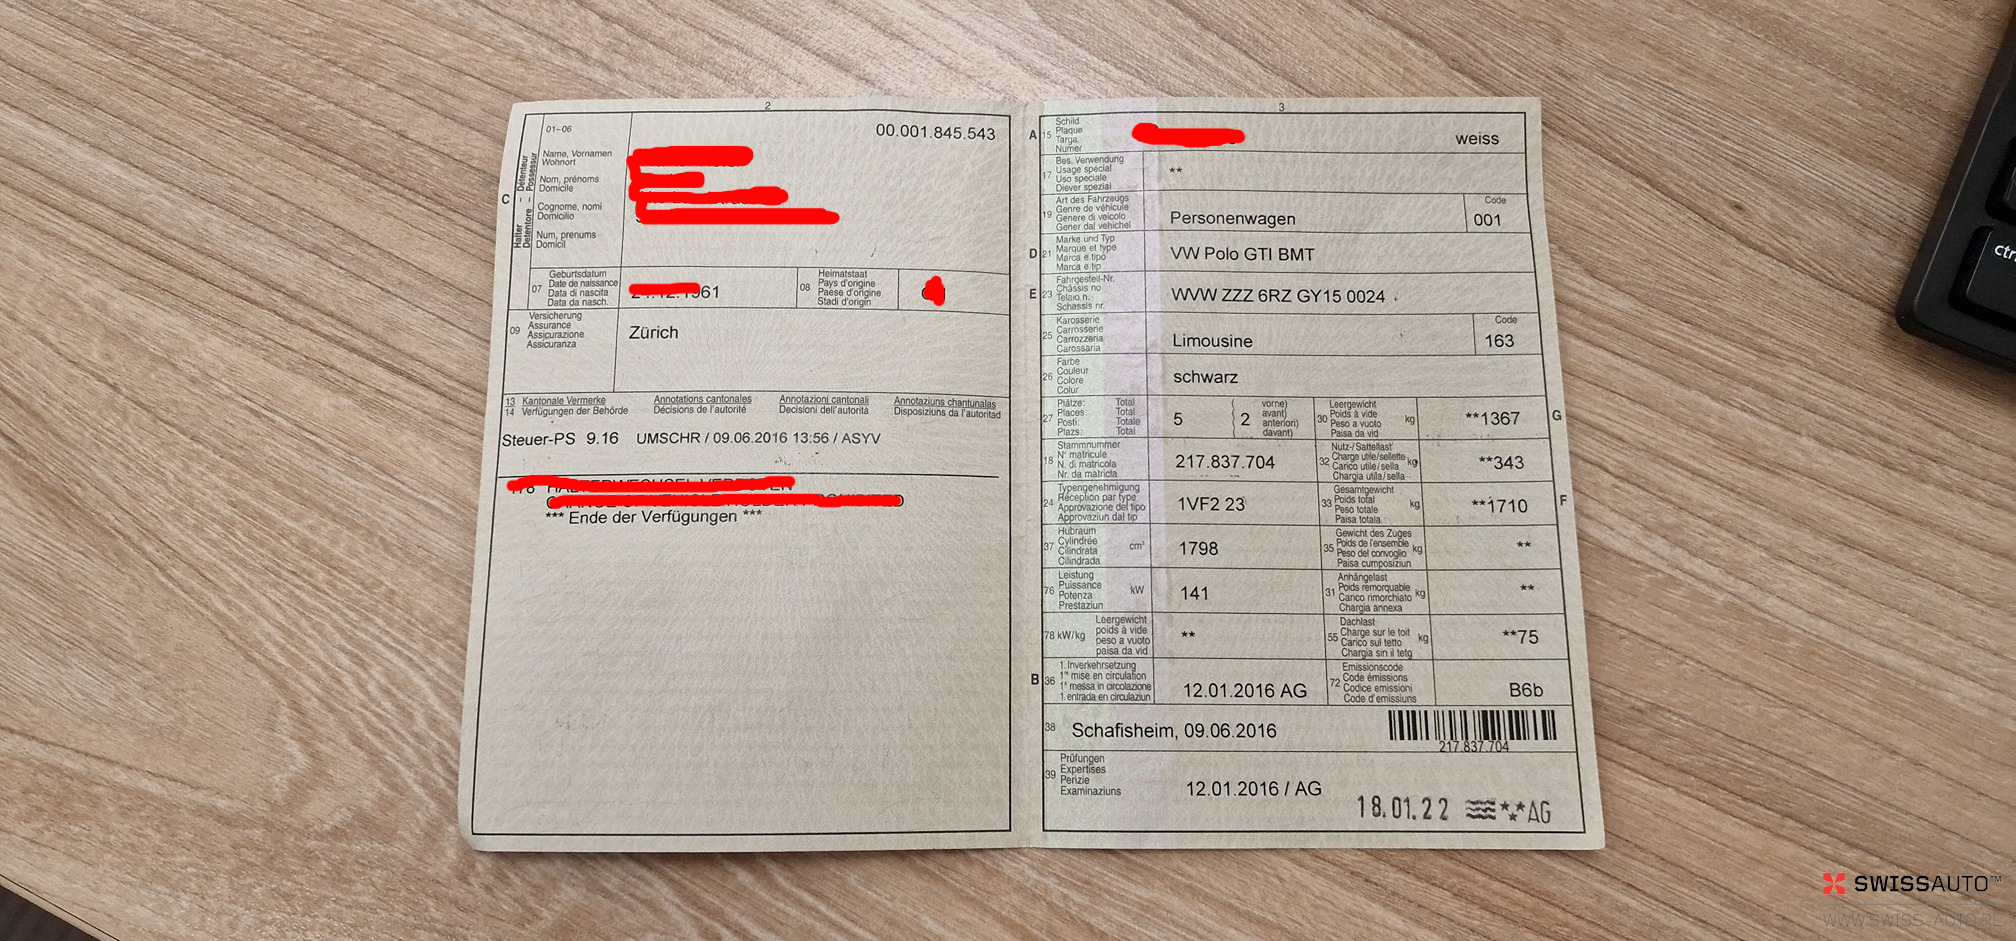 2
01-06
00.001.845.543
C
Halter - Détenteur
Detentore - Possessur
Name, Vornamen
Wohnort
Nom, prénoms
Domicile
Cognome, nomi
Domicilio
Num, prenums
Domicil
07
Geburtsdatum
Date de naissance
Data di nascita
Data da nasch.
61
08
Heimatstaat
Pays d'origine
Paese d'origine
Stadi d'origin
09
Versicherung
Assurance
Assicurazione
Assicuranza
Zürich
13 Kantonale Vermerke Annotations cantonales Annotazioni cantonali Annotaziuns chantunalas
14 Verfügungen der Behörde Décisions de l'autorité Decisioni dell'autorità Disposiziuns da l'autoritad
Steuer-PS 9.16 UMSCHR / 09.06.2016 13:56 / ASYV
*** Ende der Verfügungen ***
3
A 15
Schild
Plaque
Targa
Numer
weiss
17
Bes. Verwendung
Usage spécial
Uso speciale
Diever spezial
**
19
Art des Fahrzeugs
Genre de véhicule
Genere di veicolo
Gener dal vehichel
Personenwagen
Code
001
D 21
Marke und Typ
Marque et type
Marca e tipo
Marca e tip
VW Polo GTI BMT
E 23
Fahrgestell-Nr.
Châssis no
Telaio n.
Schassis nr.
WVW ZZZ 6RZ GY15 0024
25
Karosserie
Carrosserie
Carrozzeria
Carossaria
Limousine
Code
163
26
Farbe
Couleur
Colore
Colur
schwarz
27
Plätze: Total
Places: Total
Posti: Totale
Plazs: Total
5
2
vorne)
avant)
anteriori)
davant)
30
Leergewicht
Poids à vide
Peso a vuoto
Paisa da vid
kg
**1367
G
18
Stammnummer
N° matricule
N. di matricola
Nr. da matricla
217.837.704
32
Nutz-/Sattellast
Charge utile/sellette
Carico utile/sella
Chargia utila/sella
kg
**343
24
Typengenehmigung
Réception par type
Approvazione del tipo
Approvaziun dal tip
1VF2 23
33
Gesamtgewicht
Poids total
Peso totale
Paisa totala
kg
**1710
F
37
Hubraum
Cylindrée
Cilindrata
Cilindrada
cm³
1798
35
Gewicht des Zuges
Poids de l'ensemble
Peso del convoglio
Paisa cumposiziun
kg
**
76
Leistung
Puissance
Potenza
Prestaziun
kW
141
31
Anhängelast
Poids remorquable
Carico rimorchiato
Chargia annexa
kg
**
78 kW/kg
Leergewicht
poids à vide
peso a vuoto
paisa da vid
**
55
Dachlast
Charge sur le toit
Carico sul tetto
Chargia sin il tetg
kg
**75
B 36
1. Inverkehrsetzung
1re mise en circulation
1a messa in circolazione
1. entrada en circulaziun
12.01.2016 AG
72
Emissionscode
Code émissions
Codice emissioni
Code d'emissiuns
B6b
38
Schafisheim, 09.06.2016
217.837.704
39
Prüfungen
Expertises
Perizie
Examinaziuns
12.01.2016 / AG
18.01.22 AG
ctrl
SWISSAUTO™